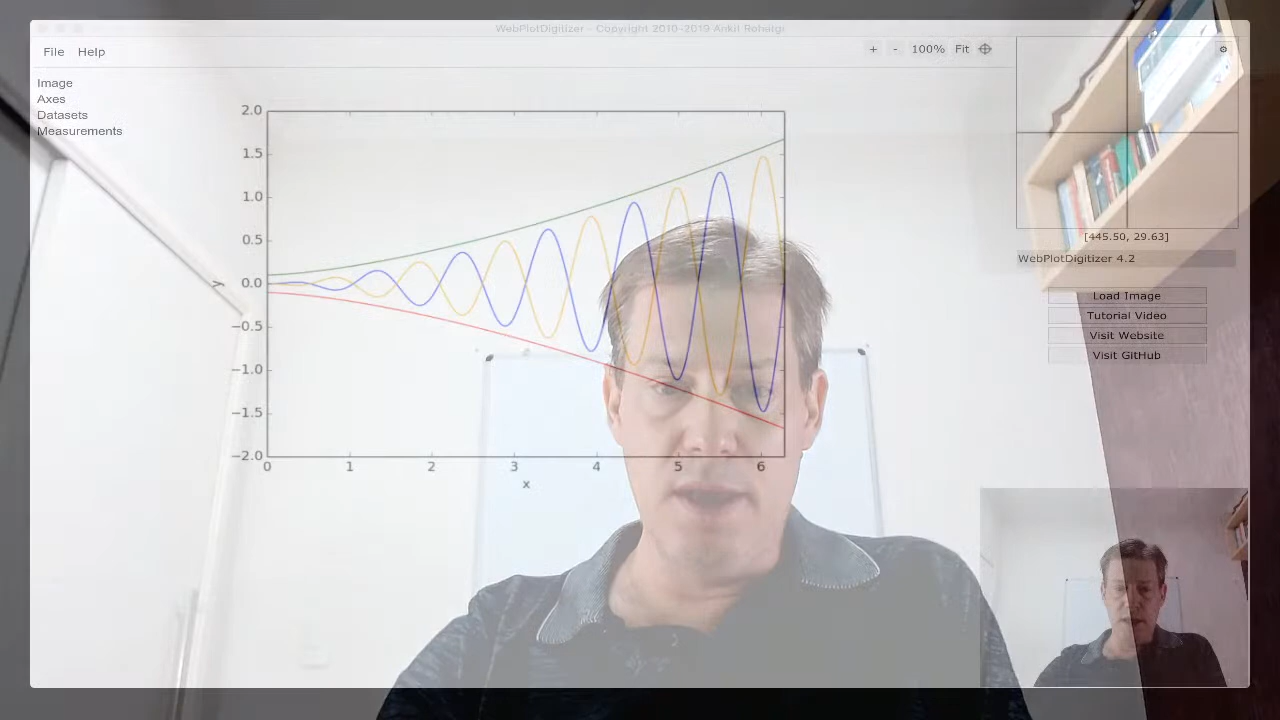 WebPlotDigitizer - Copyright 2010-2019 Ankit Rohatgi
File Help
+ - 100% Fit
Image
Axes
Datasets
Measurements
2.0
1.5
1.0
0.5
0.0
−0.5
−1.0
−1.5
−2.0
y
0 1 2 3 4 5 6
x
[445.50, 29.63]
WebPlotDigitizer 4.2
Load Image
Tutorial Video
Visit Website
Visit GitHub